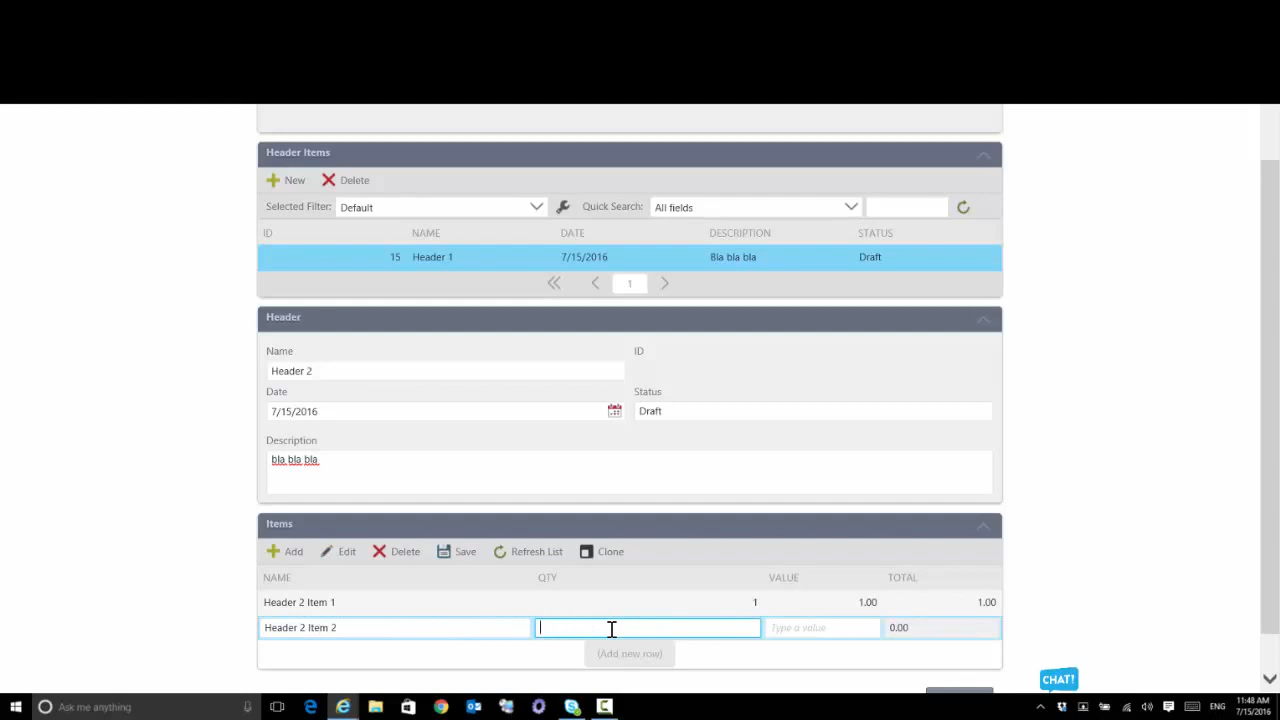 Header Items
New Delete
Selected Filter: Default Quick Search: All fields
ID NAME DATE DESCRIPTION STATUS
15 Header 1 7/15/2016 Bla bla bla Draft
1
Header
Name ID
Header 2
Date Status
7/15/2016 Draft
Description
bla bla bla
Items
Add Edit Delete Save Refresh List Clone
NAME QTY VALUE TOTAL
Header 2 Item 1 1 1.00 1.00
Header 2 Item 2 Type a value 0.00
(Add new row)
CHAT!
Ask me anything ENG 11:48 AM
7/15/2016